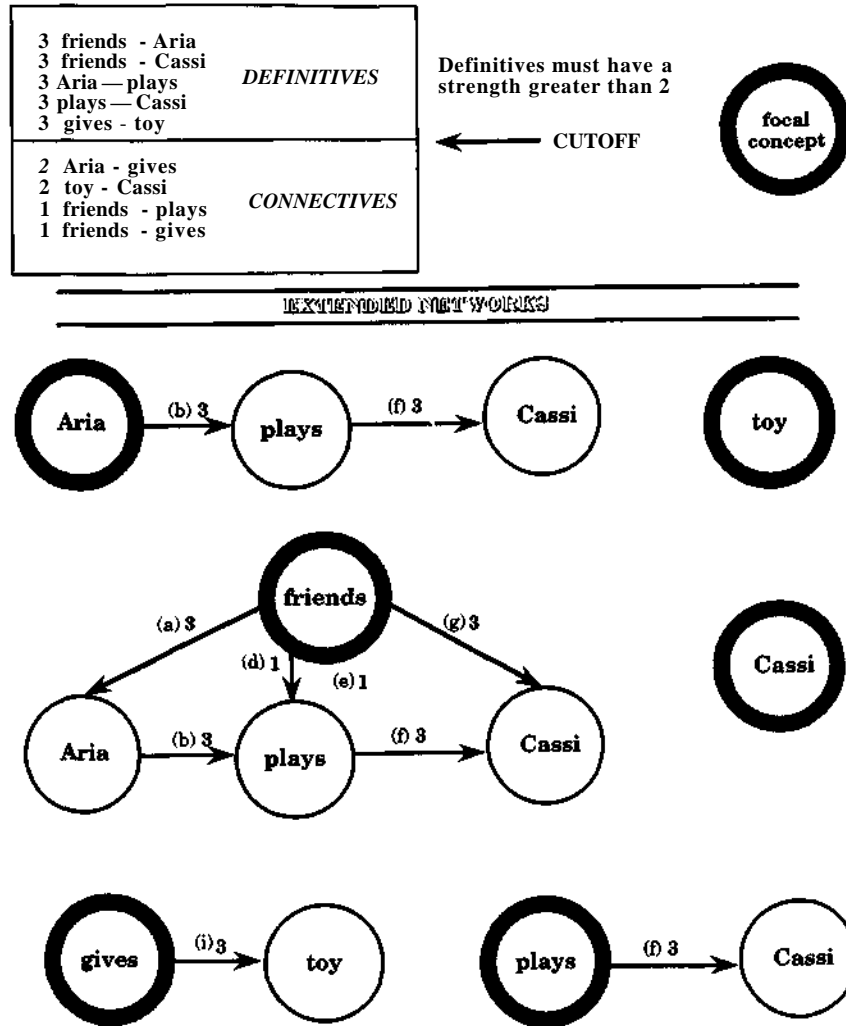 3 friends - Aria
3 friends - Cassi
3 Aria — plays
3 plays — Cassi
3 gives - toy
DEFINITIVES
Definitives must have a
strength greater than 2
CUTOFF
focal
concept
2 Aria - gives
2 toy - Cassi
1 friends - plays
1 friends - gives
CONNECTIVES
EXTENDED NETWORKS
Aria
(b) 3
plays
(f) 3
Cassi
toy
friends
(a) 3
(d) 1
(e) 1
(g) 3
Cassi
Aria
(b) 3
plays
(f) 3
Cassi
gives
(i) 3
toy
plays
(f) 3
Cassi